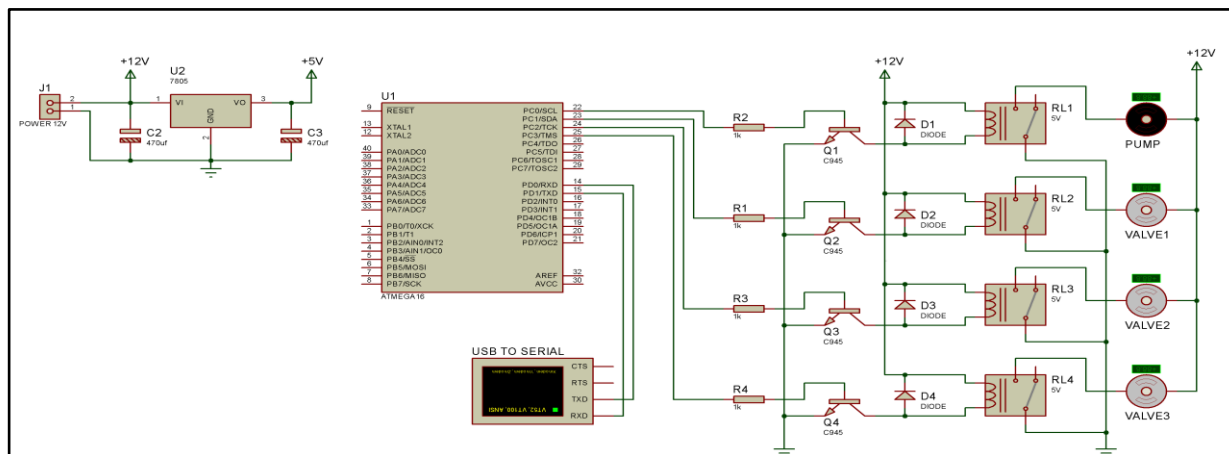 +12V
U2
7805
+5V
J1
2
1
POWER 12V
1
VI
VO
3
GND
2
C2
470uf
C3
470uf
U1
9 RESET
13 XTAL1
12 XTAL2
40 PA0/ADC0
39 PA1/ADC1
38 PA2/ADC2
37 PA3/ADC3
36 PA4/ADC4
35 PA5/ADC5
34 PA6/ADC6
33 PA7/ADC7
1 PB0/T0/XCK
2 PB1/T1
3 PB2/AIN0/INT2
4 PB3/AIN1/OC0
5 PB4/SS
6 PB5/MOSI
7 PB6/MISO
8 PB7/SCK
PC0/SCL 22
PC1/SDA 23
PC2/TCK 24
PC3/TMS 25
PC4/TDO 26
PC5/TDI 27
PC6/TOSC1 28
PC7/TOSC2 29
PD0/RXD 14
PD1/TXD 15
PD2/INT0 16
PD3/INT1 17
PD4/OC1B 18
PD5/OC1A 19
PD6/ICP1 20
PD7/OC2 21
AREF 32
AVCC 30
ATMEGA16
USB TO SERIAL
CTS
RTS
TXD
RXD
VT52, VT100, ANSI
+12V
+12V
R2
1k
Q1
C945
D1
DIODE
RL1
5V
PUMP
R1
1k
Q2
C945
D2
DIODE
RL2
5V
VALVE1
R3
1k
Q3
C945
D3
DIODE
RL3
5V
VALVE2
R4
1k
Q4
C945
D4
DIODE
RL4
5V
VALVE3